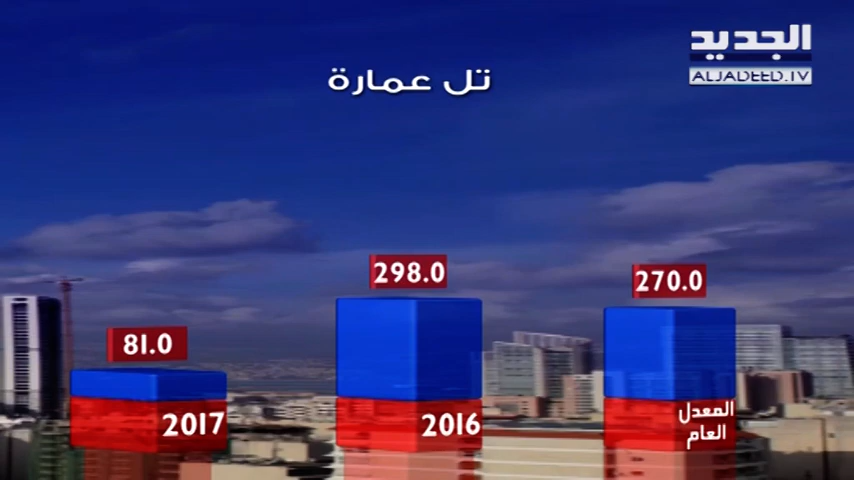 الجديد
ALJADEED.TV
تل عمارة
298.0
270.0
81.0
2017
2016
المعدل
العام